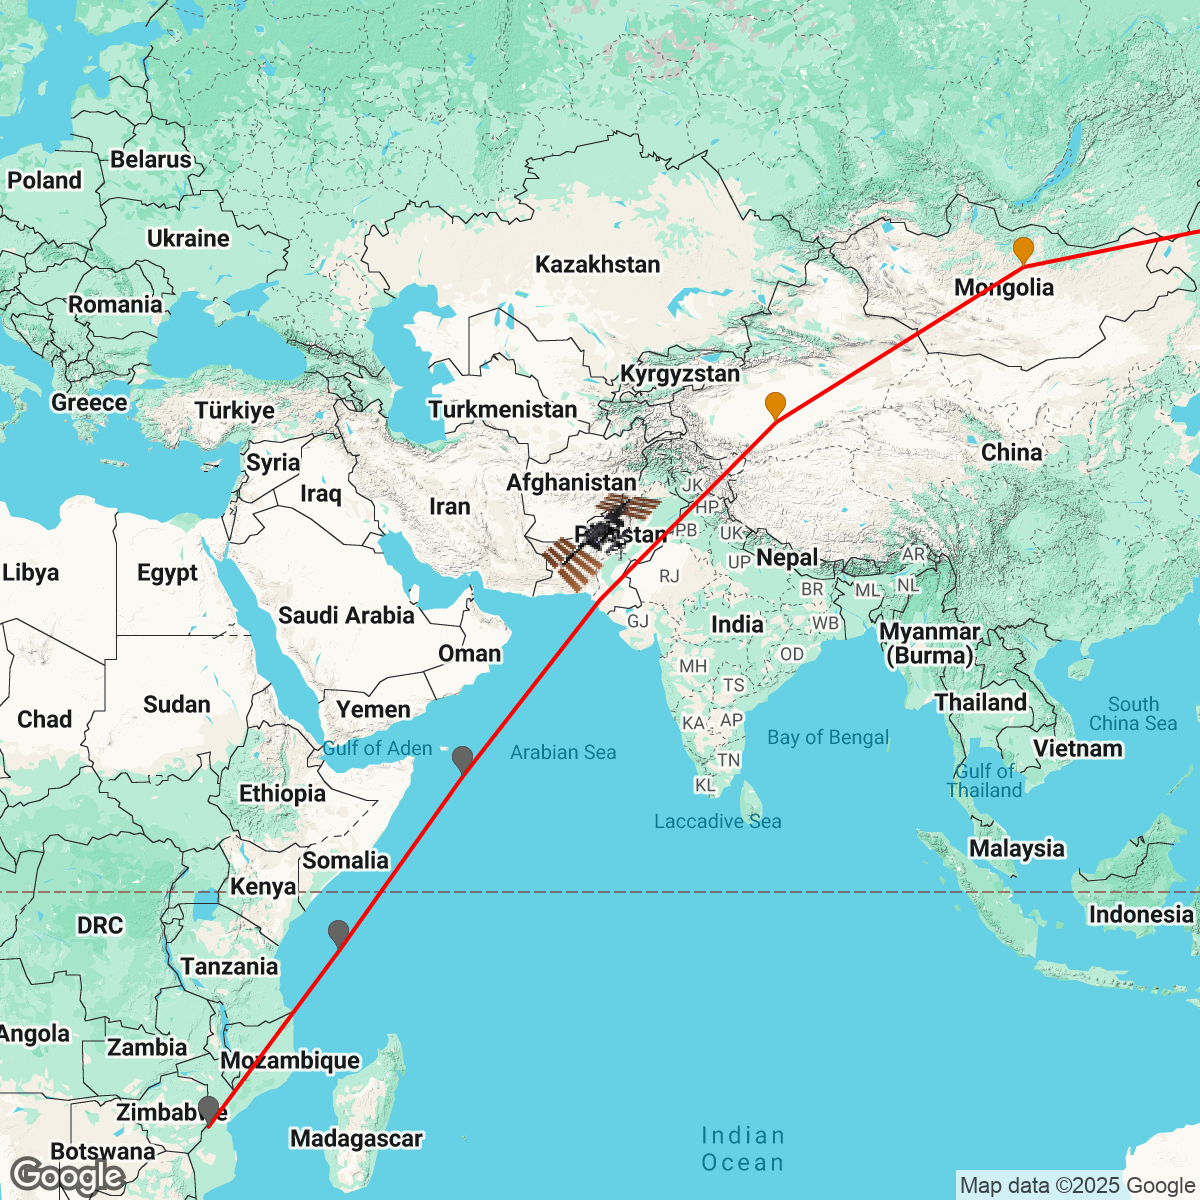 Belarus
Poland
Ukraine
Kazakhstan
Mongolia
Romania
Kyrgyzstan
Greece
Türkiye
Turkmenistan
China
Syria
Afghanistan
JK
Iraq
Iran
HP
PB
UK
Libya
Egypt
Nepal
AR
UP
RJ
BR
ML
NL
Saudi Arabia
GJ
India
WB
Myanmar
(Burma)
Oman
OD
MH
TS
Thailand
Sudan
Yemen
Chad
KA
AP
South
China Sea
Gulf of Aden
Arabian Sea
Bay of Bengal
Vietnam
TN
Gulf of
Thailand
KL
Ethiopia
Laccadive Sea
Malaysia
Somalia
Kenya
DRC
Indonesia
Tanzania
Angola
Zambia
Mozambique
Zimbabwe
Botswana
Madagascar
Indian
Ocean
Google
Map data ©2025 Google